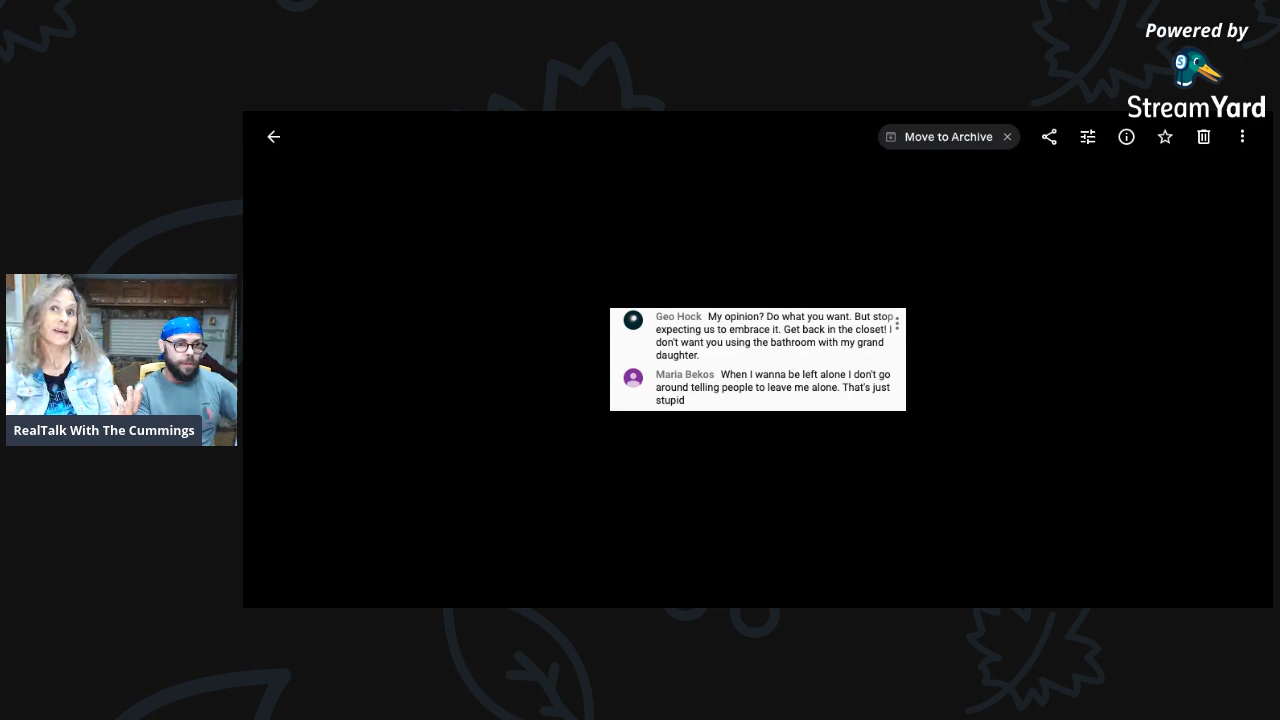 Powered by
StreamYard
Move to Archive
Geo Hock My opinion? Do what you want. But stop
expecting us to embrace it. Get back in the closet! I
don't want you using the bathroom with my grand
daughter.
Maria Bekos When I wanna be left alone I don't go
around telling people to leave me alone. That's just
stupid
RealTalk With The Cummings